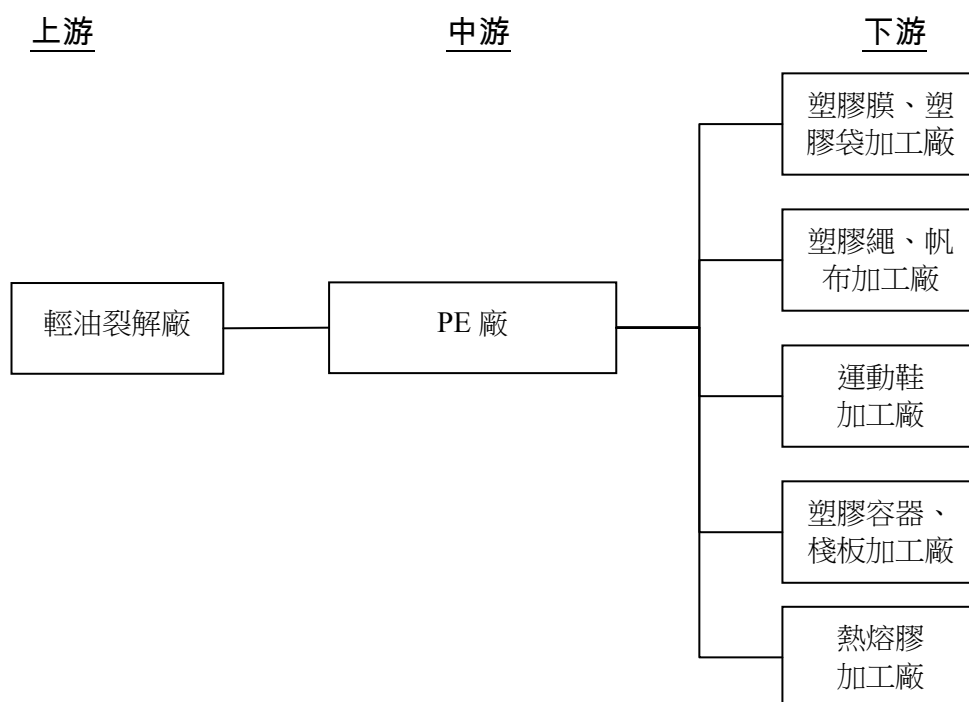 上游
中游
下游
塑膠膜、塑
膠袋加工廠
塑膠繩、帆
布加工廠
輕油裂解廠
PE 廠
運動鞋
加工廠
塑膠容器、
棧板加工廠
熱熔膠
加工廠